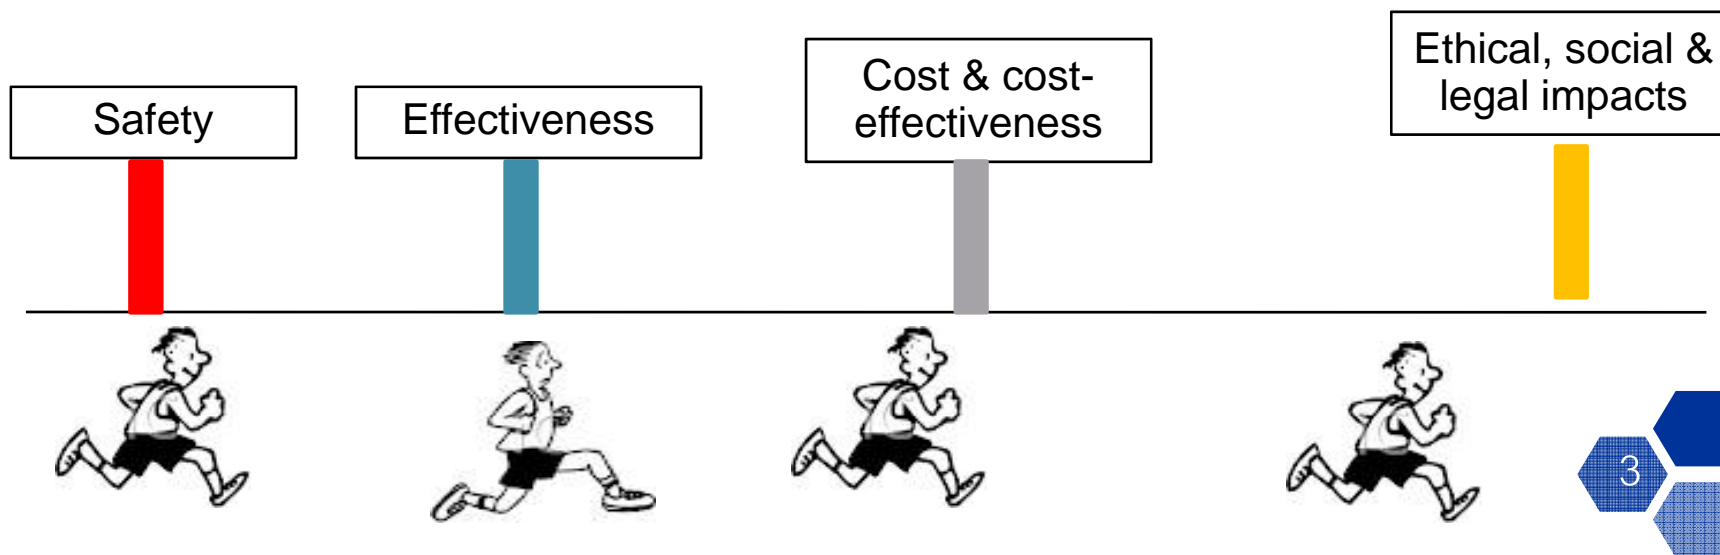 Safety
Effectiveness
Cost & cost-
effectiveness
Ethical, social &
legal impacts
3